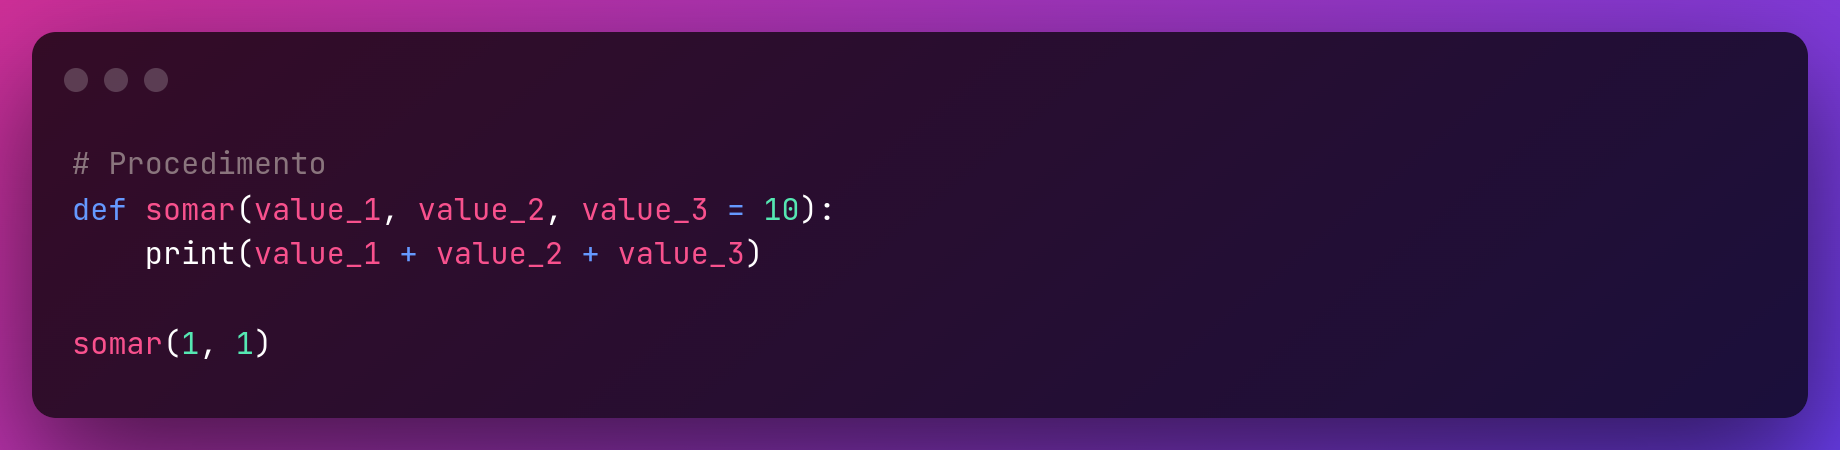 # Procedimento
def somar(value_1, value_2, value_3 = 10):
    print(value_1 + value_2 + value_3)

somar(1, 1)